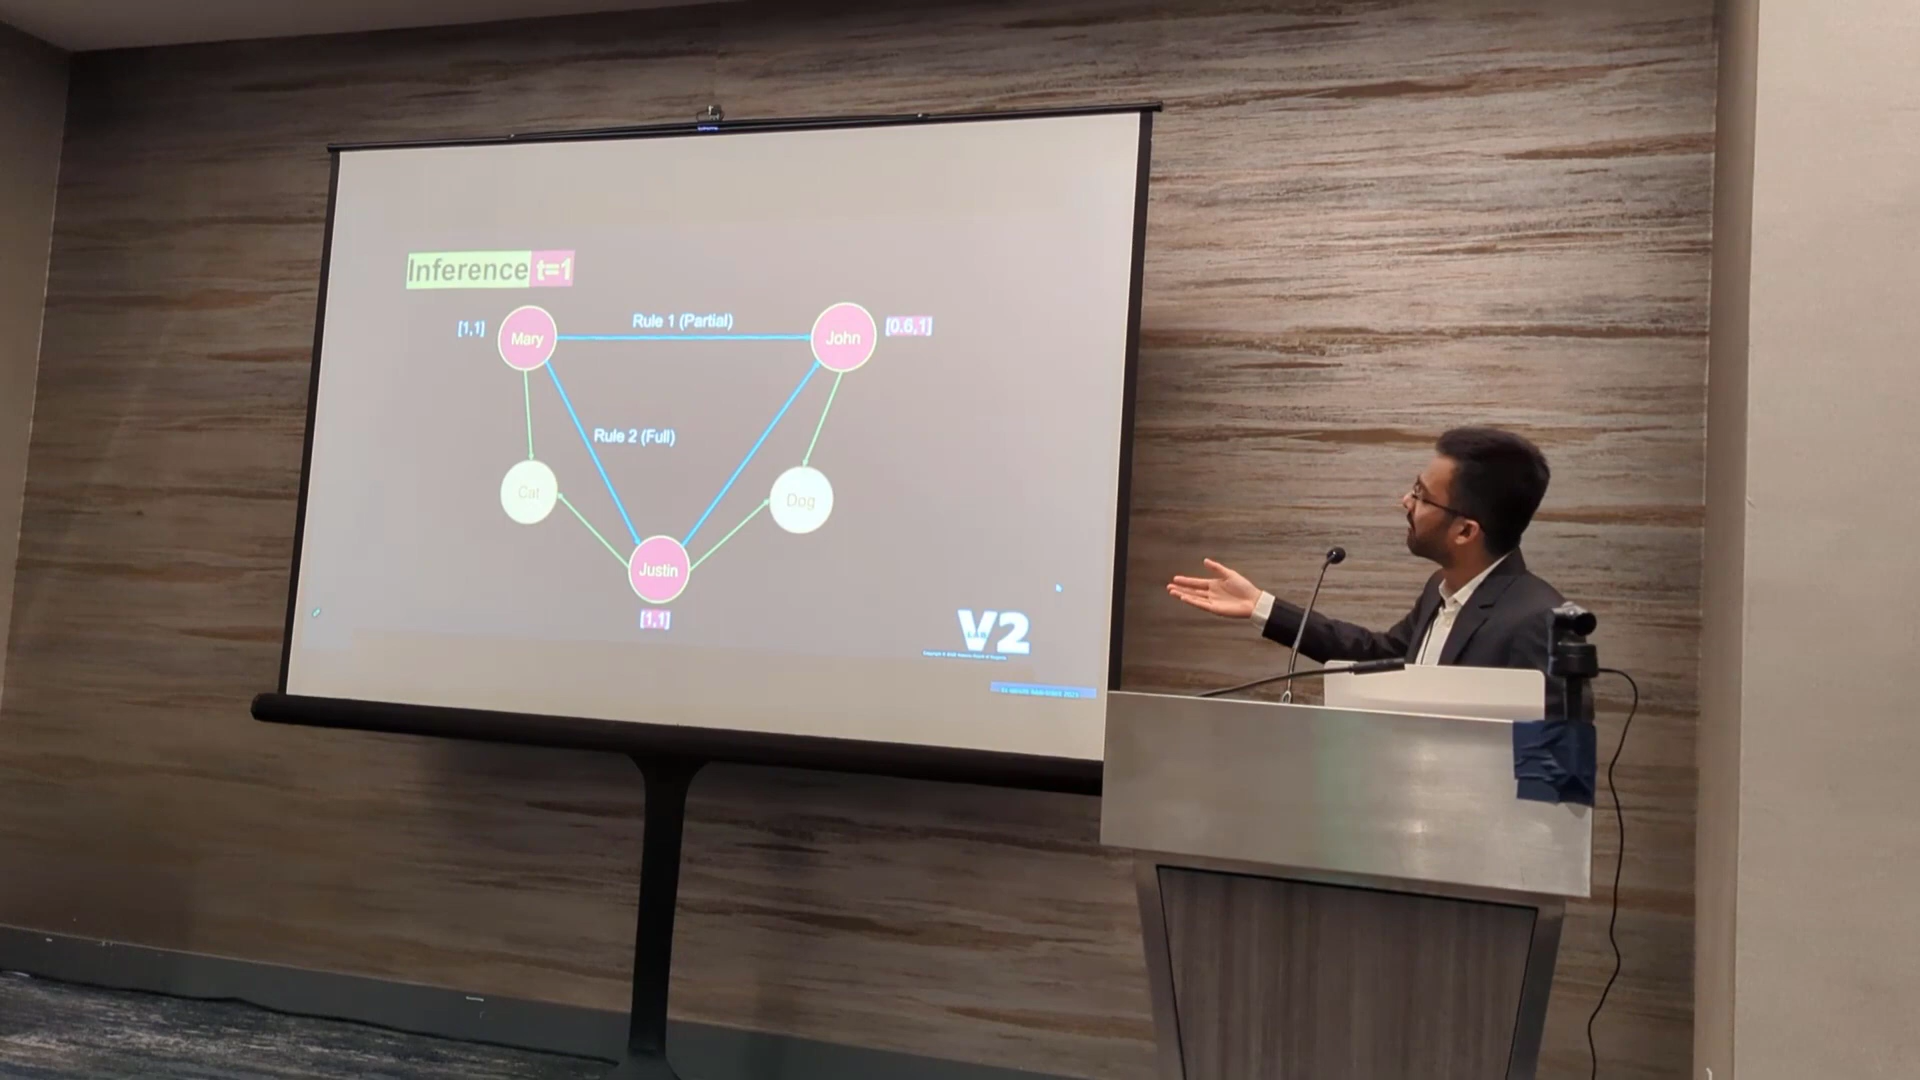 Inference t=1
[1,1]
Mary
Rule 1 (Partial)
John
[0.6,1]
Rule 2 (Full)
Cat
Dog
Justin
[1,1]
V2
LAB